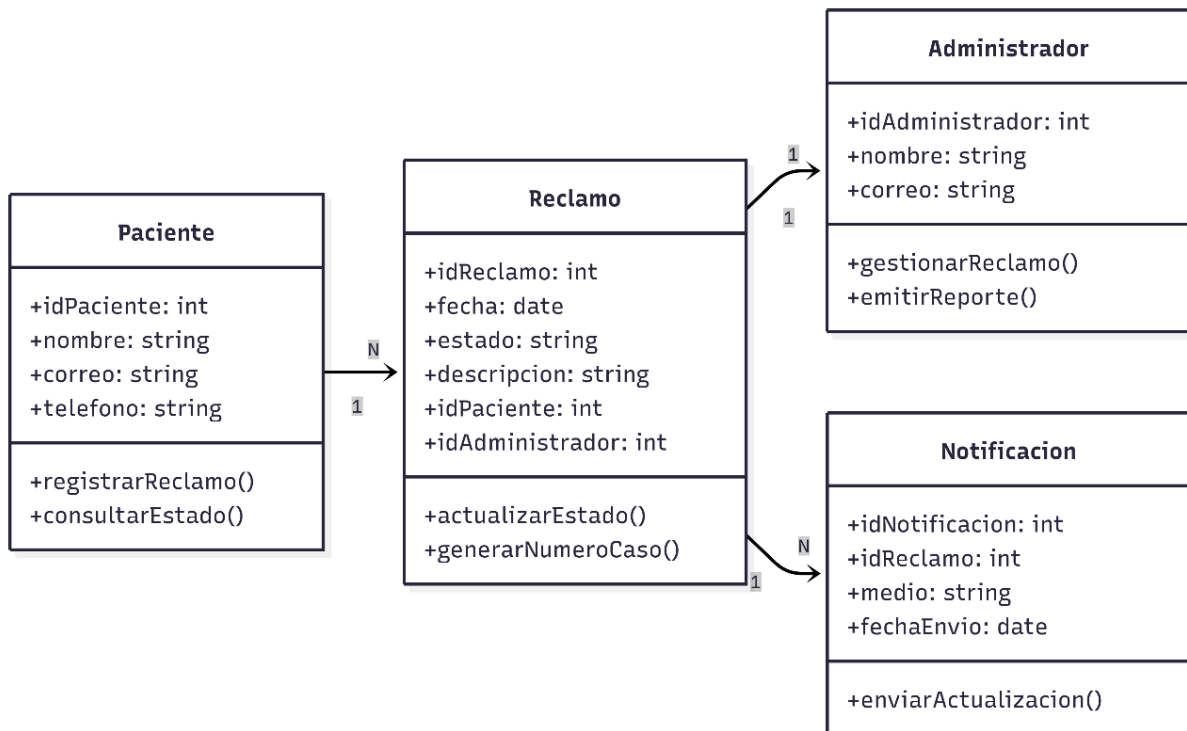 Paciente
+idPaciente: int
+nombre: string
+correo: string
+telefono: string
+registrarReclamo()
+consultarEstado()
N
1
Reclamo
+idReclamo: int
+fecha: date
+estado: string
+descripcion: string
+idPaciente: int
+idAdministrador: int
+actualizarEstado()
+generarNumeroCaso()
1
1
Administrador
+idAdministrador: int
+nombre: string
+correo: string
+gestionarReclamo()
+emitirReporte()
N
1
Notificacion
+idNotificacion: int
+idReclamo: int
+medio: string
+fechaEnvio: date
+enviarActualizacion()